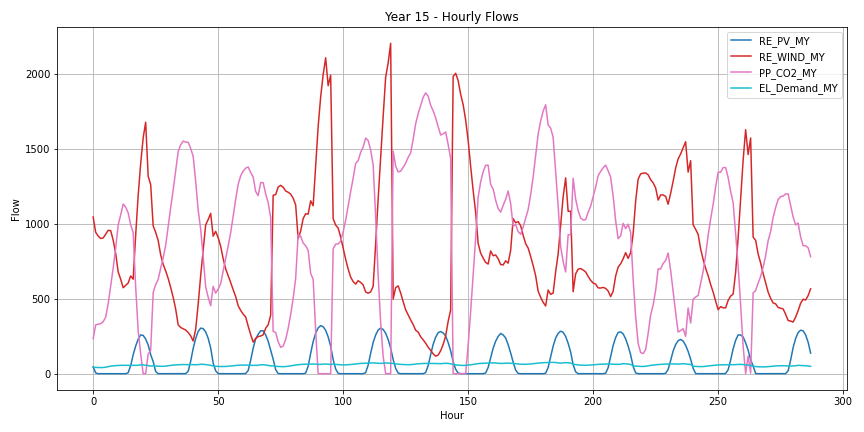 Year 15 - Hourly Flows
RE_PV_MY
RE_WIND_MY
PP_CO2_MY
EL_Demand_MY
Flow
2000
1500
1000
500
0
0 50 100 150 200 250 300
Hour